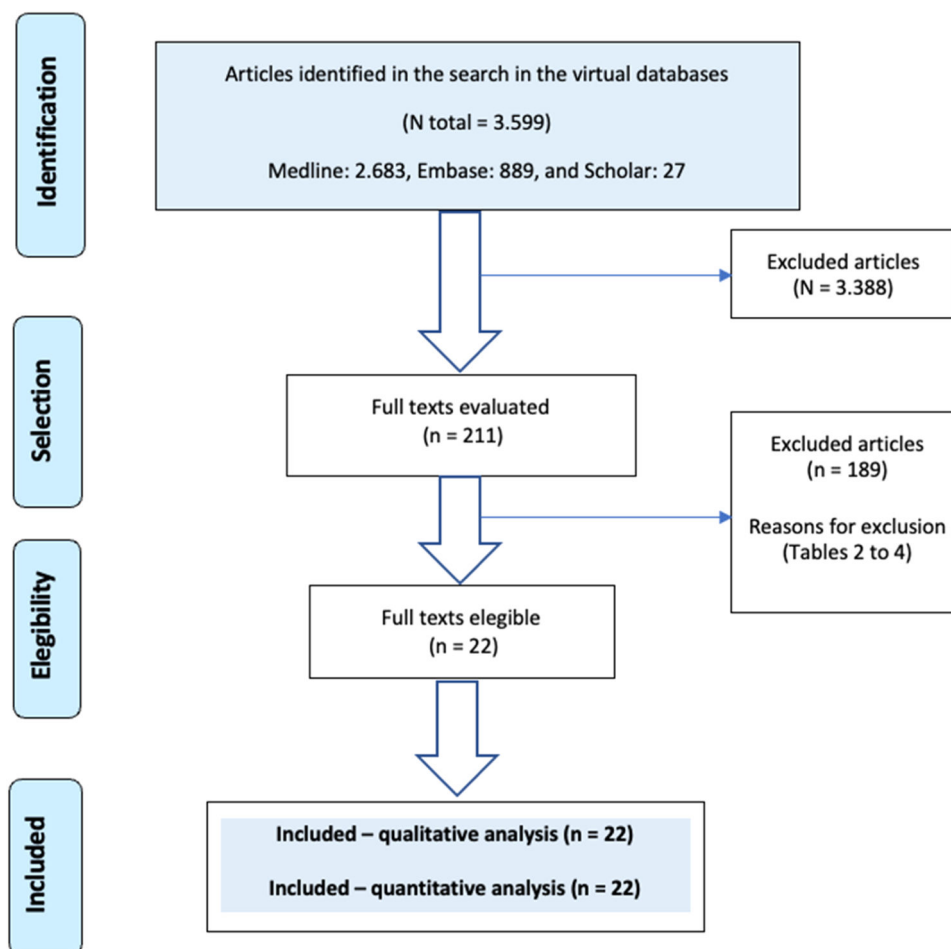 Identification
Articles identified in the search in the virtual databases
(N total = 3.599)
Medline: 2.683, Embase: 889, and Scholar: 27
Excluded articles
(N = 3.388)
Selection
Full texts evaluated
(n = 211)
Excluded articles
(n = 189)
Reasons for exclusion
(Tables 2 to 4)
Elegibility
Full texts elegible
(n = 22)
Included
Included – qualitative analysis (n = 22)
Included – quantitative analysis (n = 22)